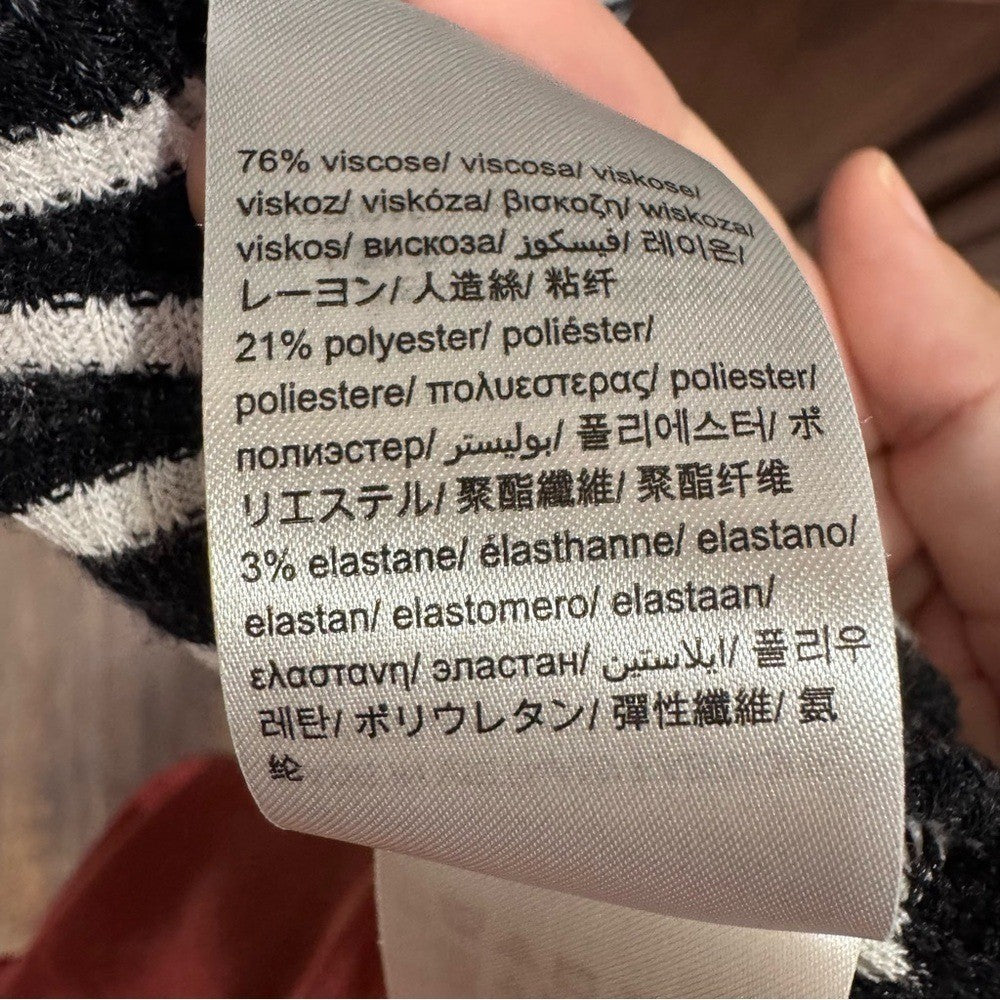 76% viscose/ viscosa/ viskose/
viskoz/ viskóza/ βισκοζη/ wiskoza/
viskos/ вискоза/ فيسكوز/ 레이온/
レーヨン/ 人造絲/ 粘纤
21% polyester/ poliéster/
poliestere/ πολυεστερας/ poliester/
полиэстер/ بوليستر/ 폴리에스터/ ポ
リエステル/ 聚酯纖維/ 聚酯纤维
3% elastane/ élasthanne/ elastano/
elastan/ elastomero/ elastaan/
ελαστανη/ эластан/ ايلاستين/ 폴리우
레탄/ ポリウレタン/ 彈性纖維/ 氨
纶